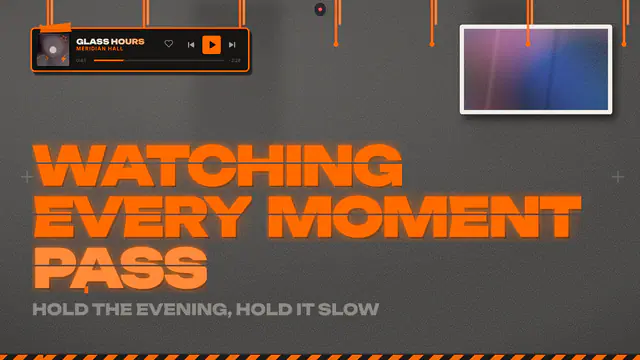 GLASS HOURS
MERIDIAN HALL
WATCHING
EVERY MOMENT
PASS
HOLD THE EVENING, HOLD IT SLOW